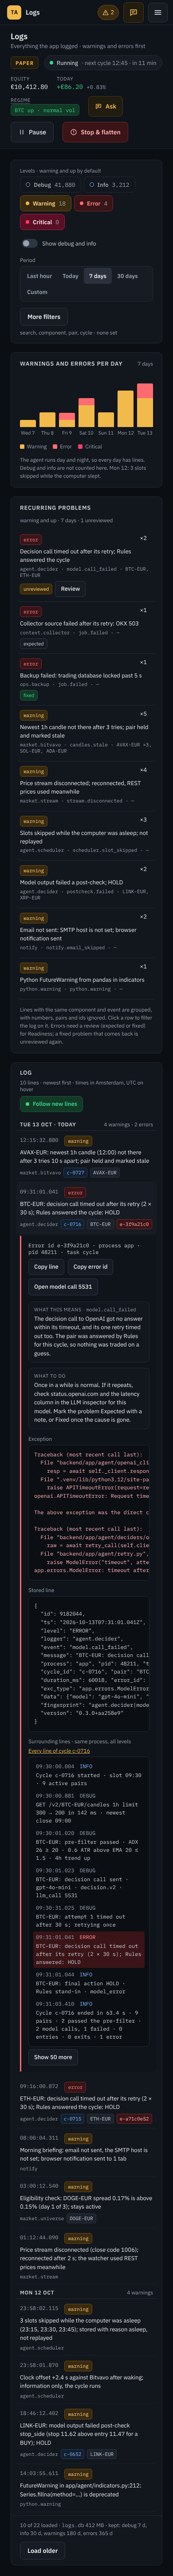 TA Logs 2
Logs
Everything the app logged · warnings and errors first
PAPER Running · next cycle 12:45 · in 11 min
EQUITY TODAY
€10,412.80 +€86.20 +0.83%
REGIME
BTC up · normal vol Ask
Pause Stop & flatten
Levels · warning and up by default
Debug 41,880 Info 3,212
Warning 18 Error 4
Critical 0
Show debug and info
Period
Last hour Today 7 days 30 days
Custom
More filters
search, component, pair, cycle · none set
WARNINGS AND ERRORS PER DAY 7 days
Wed 7 Thu 8 Fri 9 Sat 10 Sun 11 Mon 12 Tue 13
Warning Error Critical
The agent runs day and night, so every day has lines.
Debug and info are not counted here. Mon 12: 3 slots
skipped while the computer slept.
RECURRING PROBLEMS
warning and up · 7 days · 1 unreviewed
error ×2
Decision call timed out after its retry; Rules
answered the cycle
agent.decider · model.call_failed · BTC-EUR,
ETH-EUR
unreviewed Review
error ×1
Collector source failed after its retry: OKX 503
context.collector · job.failed · —
expected
error ×1
Backup failed: trading database locked past 5 s
ops.backup · job.failed · —
fixed
warning ×5
Newest 1h candle not there after 3 tries; pair held
and marked stale
market.bitvavo · candles.stale · AVAX-EUR ×3,
SOL-EUR, ADA-EUR
warning ×4
Price stream disconnected; reconnected, REST
prices used meanwhile
market.stream · stream.disconnected · —
warning ×3
Slots skipped while the computer was asleep; not
replayed
agent.scheduler · scheduler.slot_skipped · —
warning ×2
Model output failed a post-check; HOLD
agent.decider · postcheck.failed · LINK-EUR,
XRP-EUR
warning ×2
Email not sent: SMTP host is not set; browser
notification sent
notify · notify.email_skipped · —
warning ×1
Python FutureWarning from pandas in indicators
python.warning · python.warning · —
Lines with the same component and event are grouped,
with counts, times and pairs ignored. Click a row to filter
the log on it. Errors need a review (expected or fixed)
for Readiness; a fixed problem that comes back is
unreviewed again.
LOG
10 lines · newest first · times in Amsterdam, UTC on
hover
Follow new lines
TUE 13 OCT · TODAY 4 warnings · 2 errors
12:15:32.880 warning
AVAX-EUR: newest 1h candle (12:00) not there
after 3 tries 10 s apart; pair held and marked stale
market.bitvavo c-0727 AVAX-EUR
09:31:01.041 error
BTC-EUR: decision call timed out after its retry (2 ×
30 s); Rules answered the cycle: HOLD
agent.decider c-0716 BTC-EUR e-3f9a21c0
Error id e-3f9a21c0 · process app ·
pid 48211 · task cycle
Copy line Copy error id
Open model call 5531
WHAT THIS MEANS · model.call_failed
The decision call to OpenAI got no answer
within its timeout, and its one retry timed
out too. The pair was answered by Rules
for this cycle, so nothing was traded on a
guess.
WHAT TO DO
Once in a while is normal. If it repeats,
check status.openai.com and the latency
column in the LLM inspector for this
model. Mark the problem Expected with a
note, or Fixed once the cause is gone.
Exception
Traceback (most recent call last):
File "backend/app/agent/openai_cli
resp = await self._client.respon
File ".venv/lib/python3.12/site-pa
raise APITimeoutError(request=re
openai.APITimeoutError: Request time
The above exception was the direct c
Traceback (most recent call last):
File "backend/app/agent/deciders/o
raw = await retry_call(self.clie
File "backend/app/agent/retry.py",
raise ModelError("timeout", atte
app.errors.ModelError: timeout after
Stored line
{
"id": 9182044,
"ts": "2026-10-13T07:31:01.041Z",
"level": "ERROR",
"logger": "agent.decider",
"event": "model.call_failed",
"message": "BTC-EUR: decision call
"process": "app", "pid": 48211, "t
"cycle_id": "c-0716", "pair": "BTC
"duration_ms": 60018, "error_id":
"exc_type": "app.errors.ModelError
"data": {"model": "gpt-4o-mini", "
"fingerprint": "agent.decider|mode
"version": "0.3.0+aa258e9"
}
Surrounding lines · same process, all levels
Every line of cycle c-0716
09:30:00.004 INFO
Cycle c-0716 started · slot 09:30
· 9 active pairs
09:30:00.881 DEBUG
GET /v2/BTC-EUR/candles 1h limit
300 → 200 in 142 ms · newest
close 09:00
09:30:01.020 DEBUG
BTC-EUR: pre-filter passed · ADX
26 ≥ 20 · 0.6 ATR above EMA 20 ≤
1.5 · 4h trend up
09:30:01.023 DEBUG
BTC-EUR: decision call sent ·
gpt-4o-mini · decision.v2 ·
llm_call 5531
09:30:31.025 DEBUG
BTC-EUR: attempt 1 timed out
after 30 s; retrying once
09:31:01.041 ERROR
BTC-EUR: decision call timed out
after its retry (2 × 30 s); Rules
answered: HOLD
09:31:01.044 INFO
BTC-EUR: final action HOLD ·
Rules stand-in · model_error
09:31:03.410 INFO
Cycle c-0716 ended in 63.4 s · 9
pairs · 2 passed the pre-filter ·
2 model calls, 1 failed · 0
entries · 0 exits · 1 error
Show 50 more
09:16:00.872 error
ETH-EUR: decision call timed out after its retry (2 ×
30 s); Rules answered the cycle: HOLD
agent.decider c-0715 ETH-EUR e-a71c0e52
08:00:04.311 warning
Morning briefing: email not sent, the SMTP host is
not set; browser notification sent to 1 tab
notify
03:00:12.540 warning
Eligibility check: DOGE-EUR spread 0.17% is above
0.15% (day 1 of 3); stays active
market.universe DOGE-EUR
01:12:44.090 warning
Price stream disconnected (close code 1006);
reconnected after 2 s; the watcher used REST
prices meanwhile
market.stream
MON 12 OCT 4 warnings
23:58:02.115 warning
3 slots skipped while the computer was asleep
(23:15, 23:30, 23:45); stored with reason asleep,
not replayed
agent.scheduler
23:58:01.870 warning
Clock offset +2.4 s against Bitvavo after waking;
information only, the cycle runs
agent.scheduler
18:46:12.402 warning
LINK-EUR: model output failed post-check
stop_side (stop 11.62 above entry 11.47 for a
BUY); HOLD
agent.decider c-0652 LINK-EUR
14:03:55.611 warning
FutureWarning in app/agent/indicators.py:212:
Series.fillna(method=…) is deprecated
python.warning
10 of 22 loaded · logs.db 412 MB · kept: debug 7 d,
info 30 d, warnings 180 d, errors 365 d
Load older